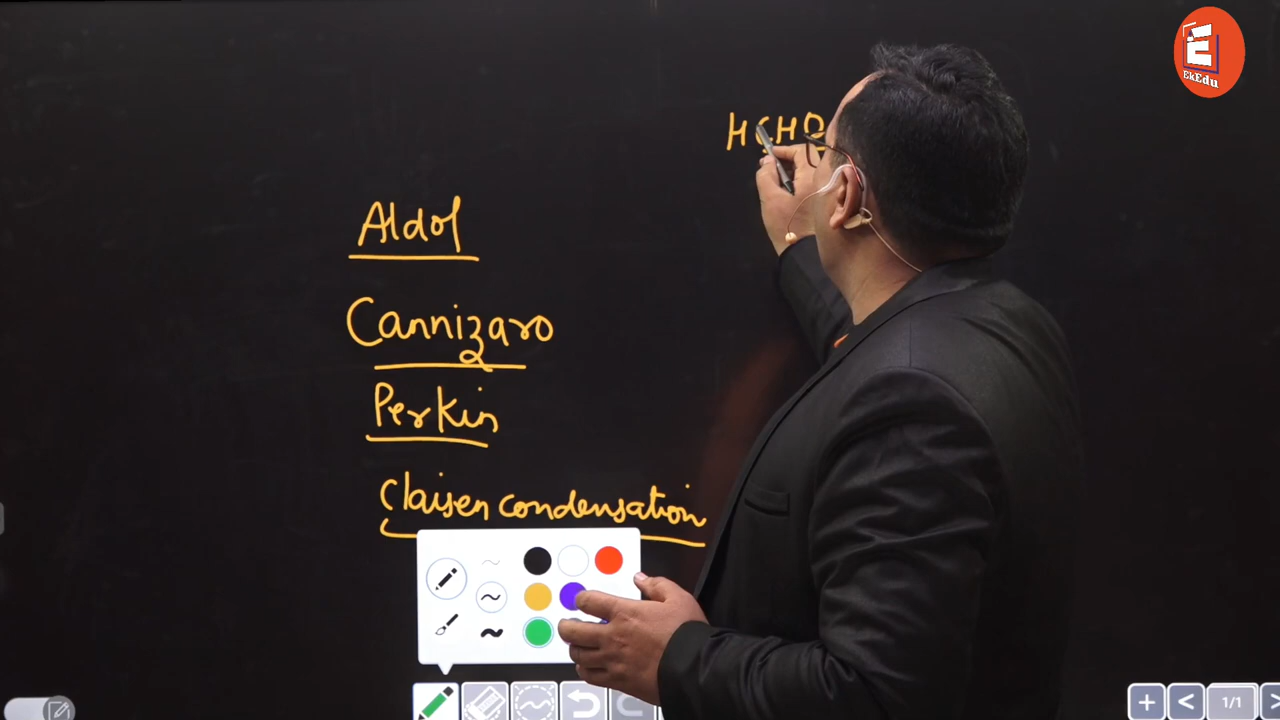 EkEdu
HCHO
Aldol
Cannizaro
Perkin
Claisen condensation
1/1